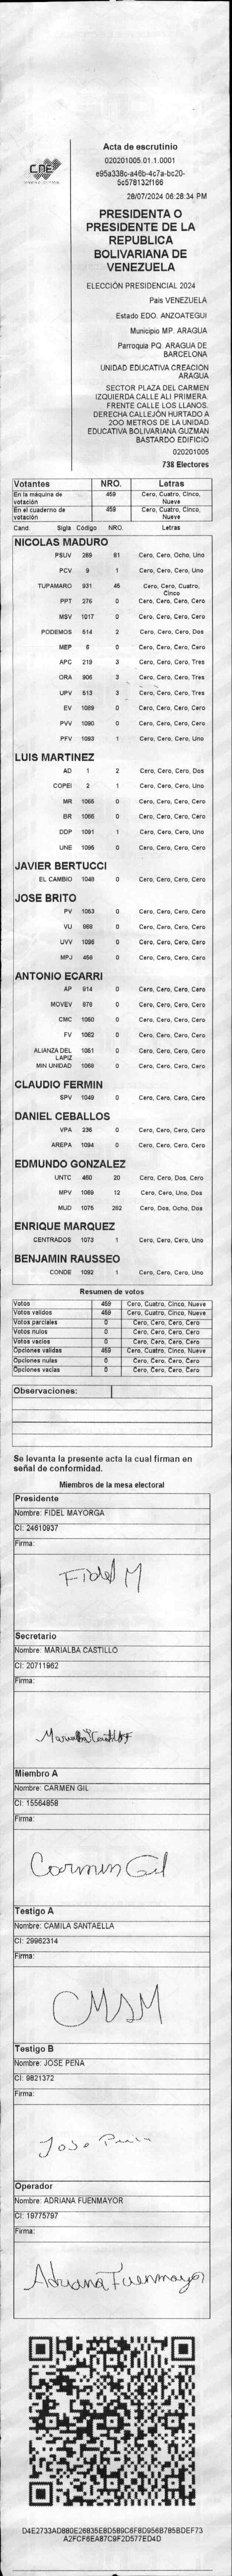 CNE
Acta de escrutinio
020201005.01.1.0001
e95a338c-a46b-4c7a-bc20-
5c578132f166
28/07/2024 06:28:34 PM
PRESIDENTA O
PRESIDENTE DE LA
REPUBLICA
BOLIVARIANA DE
VENEZUELA
ELECCIÓN PRESIDENCIAL 2024
País VENEZUELA
Estado EDO. ANZOATEGUI
Municipio MP. ARAGUA
Parroquia PQ. ARAGUA DE
BARCELONA
UNIDAD EDUCATIVA CREACIÓN
ARAGUA
SECTOR PLAZA DEL CARMEN
IZQUIERDA CALLE ALI PRIMERA.
FRENTE CALLE LOS LLANOS.
DERECHA CALLEJÓN HURTADO A
200 METROS DE LA UNIDAD
EDUCATIVA BOLIVARIANA GUZMAN
BASTARDO EDIFICIO
020201005
738 Electores
Votantes NRO. Letras
En la máquina de votación 459 Cero, Cuatro, Cinco, Nueve
En el cuaderno de votación 459 Cero, Cuatro, Cinco, Nueve
Cand. Sigla Código NRO. Letras
NICOLAS MADURO
PSUV 269 81 Cero, Cero, Ocho, Uno
PCV 9 1 Cero, Cero, Cero, Uno
TUPAMARO 931 45 Cero, Cero, Cuatro, Cinco
PPT 276 0 Cero, Cero, Cero, Cero
MSV 1017 0 Cero, Cero, Cero, Cero
PODEMOS 514 2 Cero, Cero, Cero, Dos
MEP 6 0 Cero, Cero, Cero, Cero
APC 219 3 Cero, Cero, Cero, Tres
ORA 906 3 Cero, Cero, Cero, Tres
UPV 513 3 Cero, Cero, Cero, Tres
EV 1089 0 Cero, Cero, Cero, Cero
PVV 1090 0 Cero, Cero, Cero, Cero
PFV 1093 1 Cero, Cero, Cero, Uno
LUIS MARTINEZ
AD 1 2 Cero, Cero, Cero, Dos
COPEI 2 1 Cero, Cero, Cero, Uno
MR 1066 0 Cero, Cero, Cero, Cero
BR 1065 0 Cero, Cero, Cero, Cero
DDP 1091 1 Cero, Cero, Cero, Uno
UNE 1095 0 Cero, Cero, Cero, Cero
JAVIER BERTUCCI
EL CAMBIO 1048 0 Cero, Cero, Cero, Cero
JOSE BRITO
PV 1053 0 Cero, Cero, Cero, Cero
VU 969 0 Cero, Cero, Cero, Cero
UVV 1096 0 Cero, Cero, Cero, Cero
MPJ 459 0 Cero, Cero, Cero, Cero
ANTONIO ECARRI
AP 914 0 Cero, Cero, Cero, Cero
MOVEV 979 0 Cero, Cero, Cero, Cero
CMC 1050 0 Cero, Cero, Cero, Cero
FV 1062 0 Cero, Cero, Cero, Cero
ALIANZA DEL LAPIZ 1051 0 Cero, Cero, Cero, Cero
MIN UNIDAD 1068 0 Cero, Cero, Cero, Cero
CLAUDIO FERMIN
SPV 1049 0 Cero, Cero, Cero, Cero
DANIEL CEBALLOS
VPA 236 0 Cero, Cero, Cero, Cero
AREPA 1094 0 Cero, Cero, Cero, Cero
EDMUNDO GONZALEZ
UNTC 460 20 Cero, Cero, Dos, Cero
MPV 1069 12 Cero, Cero, Uno, Dos
MUD 1075 282 Cero, Dos, Ocho, Dos
ENRIQUE MARQUEZ
CENTRADOS 1073 1 Cero, Cero, Cero, Uno
BENJAMIN RAUSSEO
CONDE 1092 1 Cero, Cero, Cero, Uno
Resumen de votos
Votos 459 Cero, Cuatro, Cinco, Nueve
Votos validos 459 Cero, Cuatro, Cinco, Nueve
Votos parciales 0 Cero, Cero, Cero, Cero
Votos nulos 0 Cero, Cero, Cero, Cero
Votos vacíos 0 Cero, Cero, Cero, Cero
Opciones validas 459 Cero, Cuatro, Cinco, Nueve
Opciones nulas 0 Cero, Cero, Cero, Cero
Opciones vacías 0 Cero, Cero, Cero, Cero
Observaciones:
Se levanta la presente acta la cual firman en
señal de conformidad.
Miembros de la mesa electoral
Presidente
Nombre: FIDEL MAYORGA
CI: 24610937
Firma:
Fidel M
Secretario
Nombre: MARIALBA CASTILLO
CI: 20711962
Firma:
Miembro A
Nombre: CARMEN GIL
CI: 15564858
Firma:
Carmen Gil
Testigo A
Nombre: CAMILA SANTAELLA
CI: 29962314
Firma:
CMSM
Testigo B
Nombre: JOSE PEÑA
CI: 9821372
Firma:
Jose
Operador
Nombre: ADRIANA FUENMAYOR
CI: 19775797
Firma:
Adriana Fuenmayor
D4E2733AD880E26835E8D589C6F8D956B785BDEF73
A2FCF6EA87C9F2D577ED4D